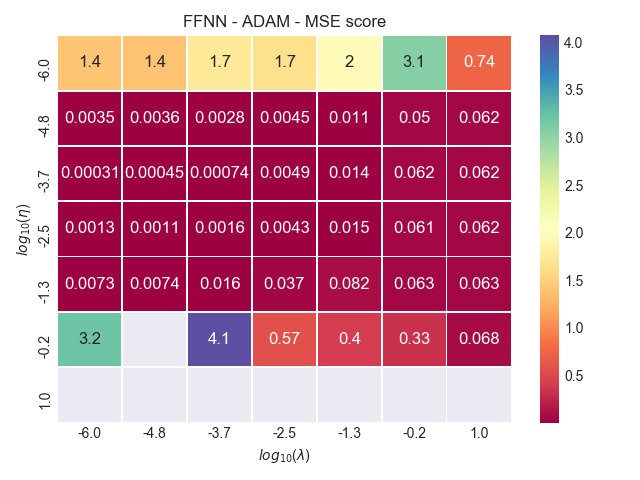 FFNN - ADAM - MSE score
-6.0 1.4 1.4 1.7 1.7 2 3.1 0.74
-4.8 0.0035 0.0036 0.0028 0.0045 0.011 0.05 0.062
-3.7 0.00031 0.00045 0.00074 0.0049 0.014 0.062 0.062
-2.5 0.0013 0.0011 0.0016 0.0043 0.015 0.061 0.062
-1.3 0.0073 0.0074 0.016 0.037 0.082 0.063 0.063
-0.2 3.2 4.1 0.57 0.4 0.33 0.068
1.0
log10(η)
-6.0 -4.8 -3.7 -2.5 -1.3 -0.2 1.0
log10(λ)
4.0
3.5
3.0
2.5
2.0
1.5
1.0
0.5